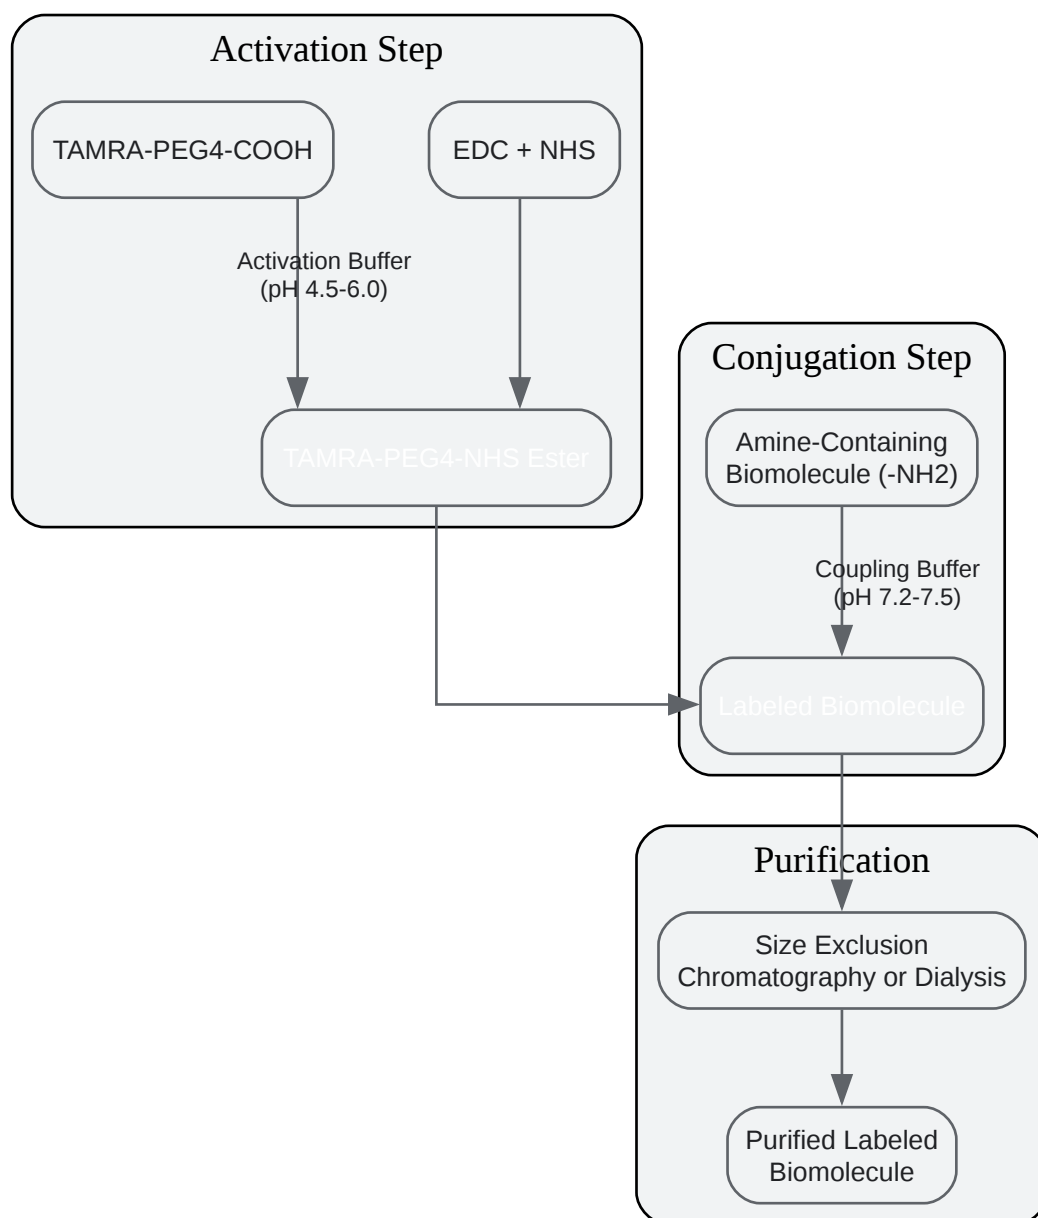 Activation Step
TAMRA-PEG4-COOH
EDC + NHS
Activation Buffer
(pH 4.5-6.0)
TAMRA-PEG4-NHS Ester
Conjugation Step
Amine-Containing
Biomolecule (-NH2)
Coupling Buffer
(pH 7.2-7.5)
Labeled Biomolecule
Purification
Size Exclusion
Chromatography or Dialysis
Purified Labeled
Biomolecule